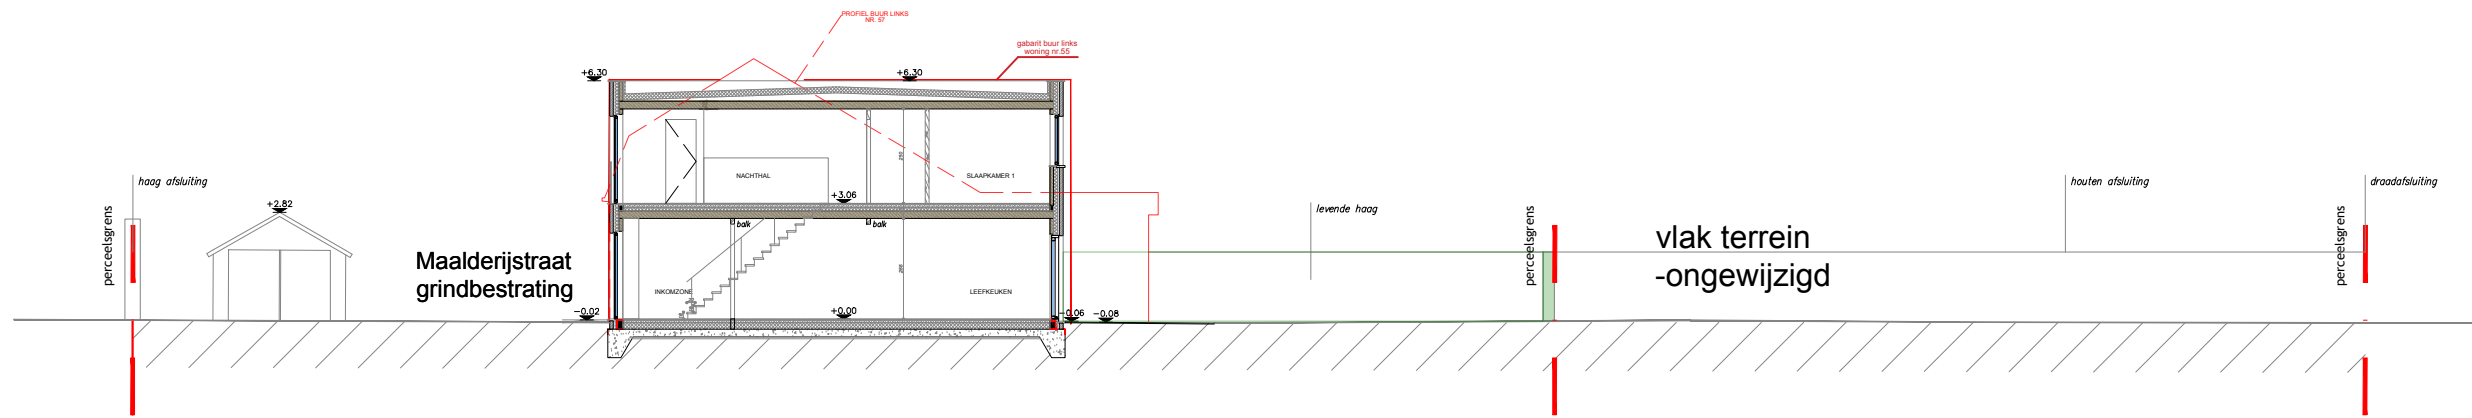 PROFIEL BUUR LINKS
NR. 57
gabarit buur links
woning nr.55
+6.30
+6.30
haag afsluiting
+2.82
perceelsgrens
Maalderijstraat
grindbestrating
-0.02
NACHTHAL
SLAAPKAMER 1
250
+3.06
balk
balk
266
INKOMZONE
LEEFKEUKEN
+0.00
-0.06
-0.08
levende haag
perceelsgrens
vlak terrein
-ongewijzigd
houten afsluiting
perceelsgrens
draadafsluiting